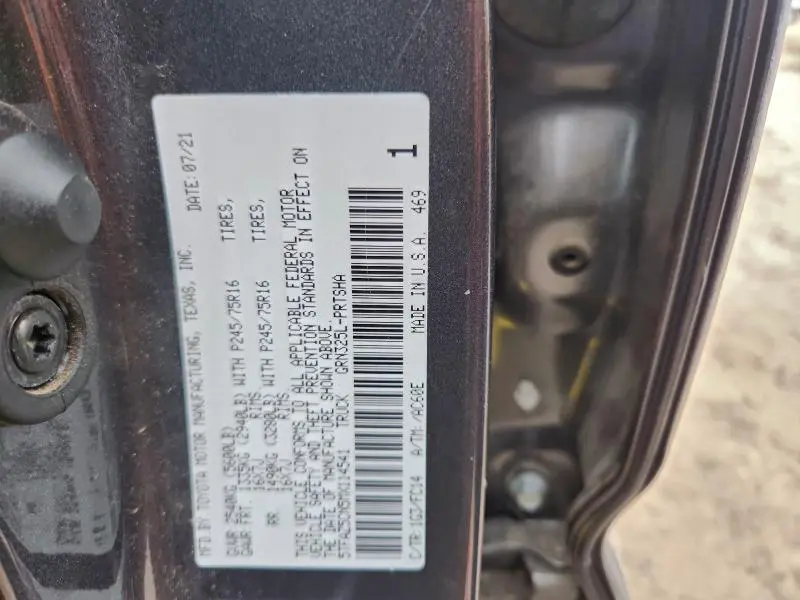 MFD BY TOYOTA MOTOR MANUFACTURING, TEXAS, INC. DATE: 07/21
GVWR 2540KG (5600LB)
GAWR FRT. 1335KG (2940LB) WITH P245/75R16 TIRES,
16X7J RIMS
RR 1490KG (3280LB) WITH P245/75R16 TIRES,
16X7J RIMS
THIS VEHICLE CONFORMS TO ALL APPLICABLE FEDERAL MOTOR
VEHICLE SAFETY AND THEFT PREVENTION STANDARDS IN EFFECT ON
THE DATE OF MANUFACTURE SHOWN ABOVE.
TRUCK GRN325L-PRTSHA
C/TR: 1G3/FC14 A/TM: /AC60E MADE IN U.S.A. 469
1